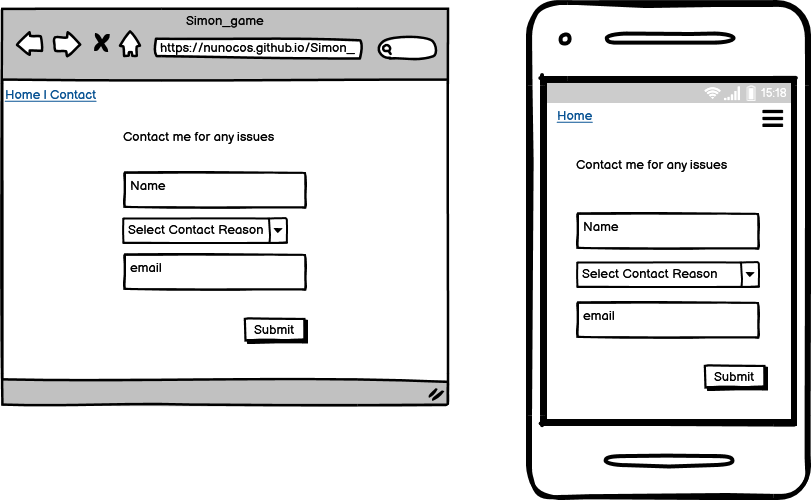 Simon_game
https://nunocos.github.io/Simon_
Home | Contact
Contact me for any issues
Name
Select Contact Reason
email
Submit
15:18
Home
Contact me for any issues
Name
Select Contact Reason
email
Submit